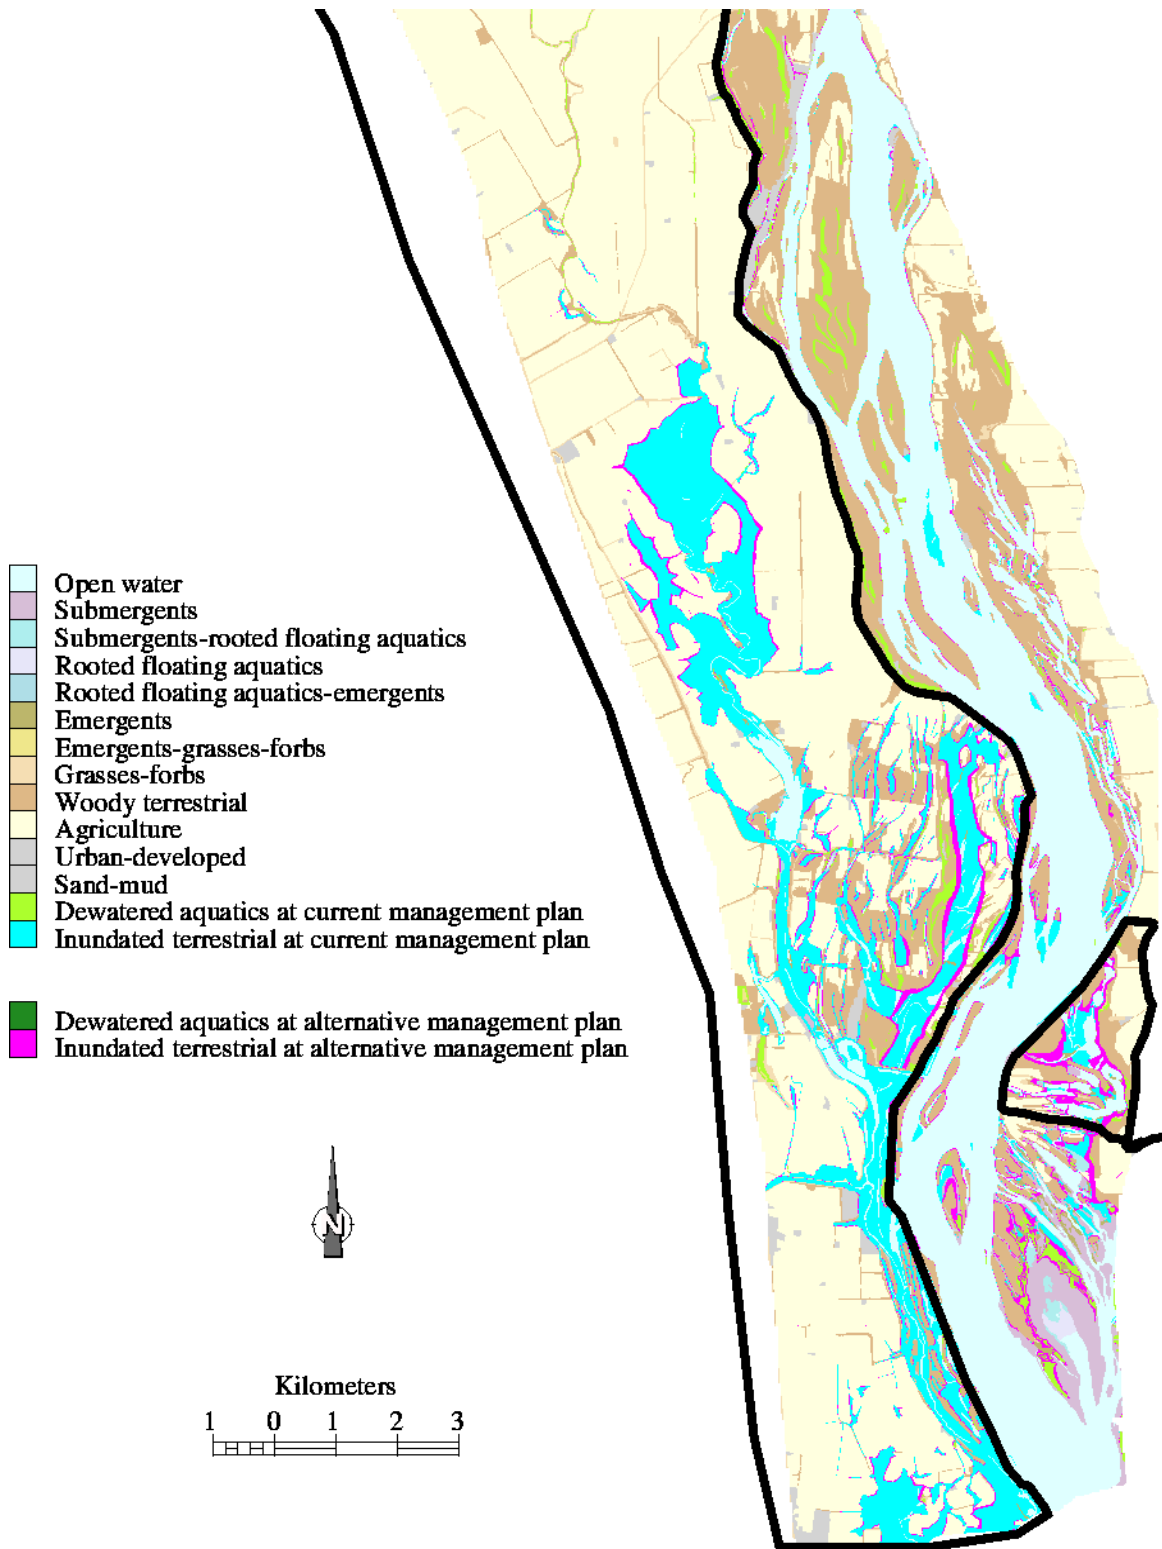 Open water
Submergents
Submergents-rooted floating aquatics
Rooted floating aquatics
Rooted floating aquatics-emergents
Emergents
Emergents-grasses-forbs
Grasses-forbs
Woody terrestrial
Agriculture
Urban-developed
Sand-mud
Dewatered aquatics at current management plan
Inundated terrestrial at current management plan
Dewatered aquatics at alternative management plan
Inundated terrestrial at alternative management plan
N
Kilometers
1 0 1 2 3